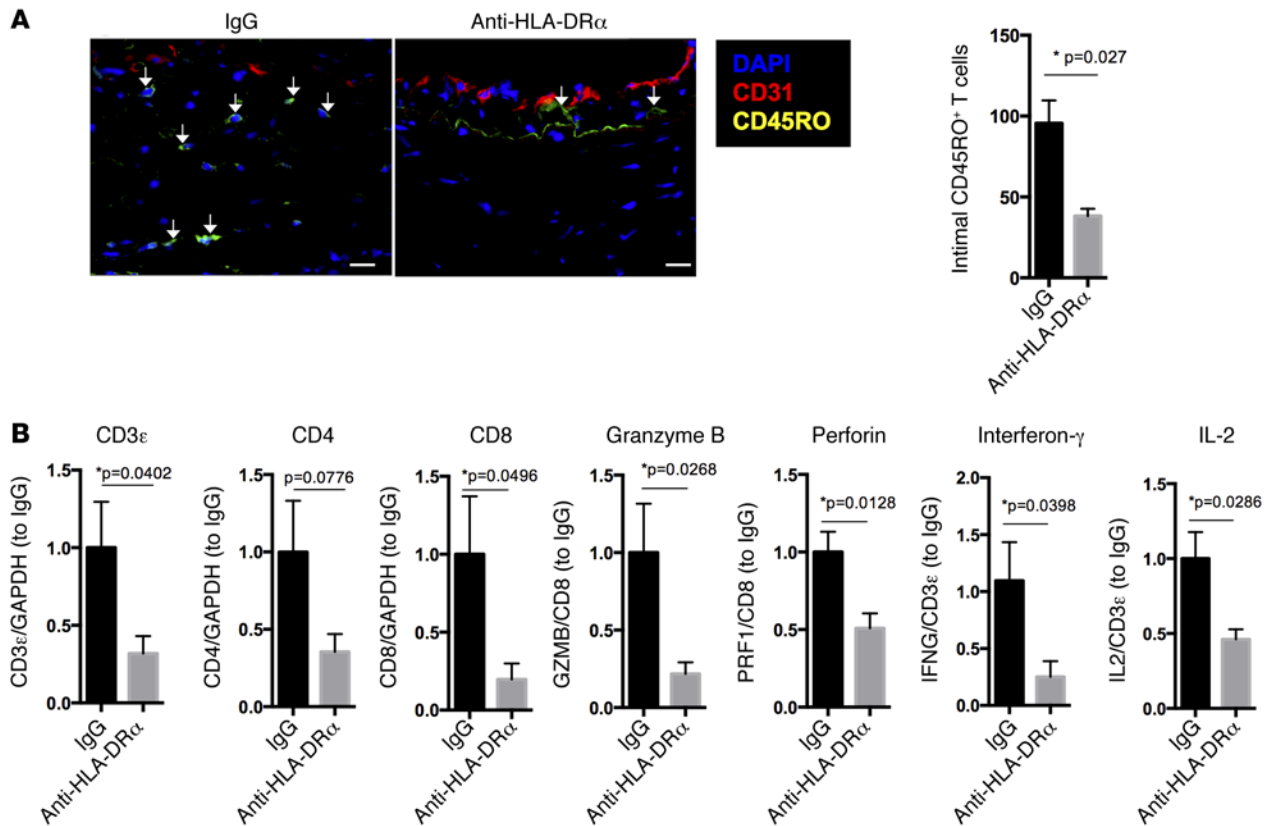 A
IgG
Anti-HLA-DRα
DAPI
CD31
CD45RO
Intimal CD45RO⁺ T cells
150
100
50
0
* p=0.027
IgG
Anti-HLA-DRα
B
CD3ε
CD3ε/GAPDH (to IgG)
1.5
1.0
0.5
0.0
*p=0.0402
IgG
Anti-HLA-DRα
CD4
CD4/GAPDH (to IgG)
1.5
1.0
0.5
0.0
p=0.0776
IgG
Anti-HLA-DRα
CD8
CD8/GAPDH (to IgG)
1.5
1.0
0.5
0.0
*p=0.0496
IgG
Anti-HLA-DRα
Granzyme B
GZMB/CD8 (to IgG)
1.5
1.0
0.5
0.0
*p=0.0268
IgG
Anti-HLA-DRα
Perforin
PRF1/CD8 (to IgG)
1.5
1.0
0.5
0.0
*p=0.0128
IgG
Anti-HLA-DRα
Interferon-γ
IFNG/CD3ε (to IgG)
2.0
1.5
1.0
0.5
0.0
*p=0.0398
IgG
Anti-HLA-DRα
IL-2
IL2/CD3ε (to IgG)
1.5
1.0
0.5
0.0
*p=0.0286
IgG
Anti-HLA-DRα